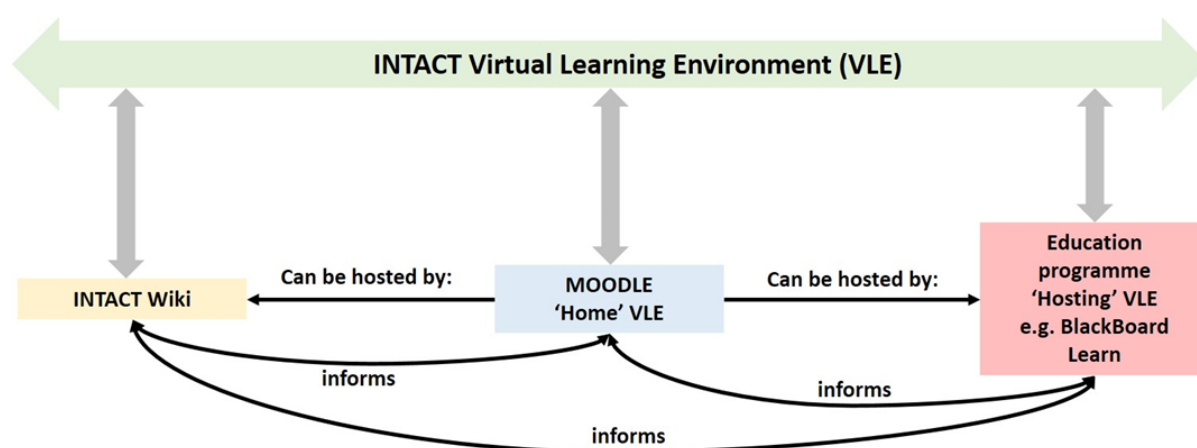 INTACT Virtual Learning Environment (VLE)
INTACT Wiki
Can be hosted by:
MOODLE
‘Home’ VLE
Can be hosted by:
Education
programme
‘Hosting’ VLE
e.g. BlackBoard
Learn
informs
informs
informs